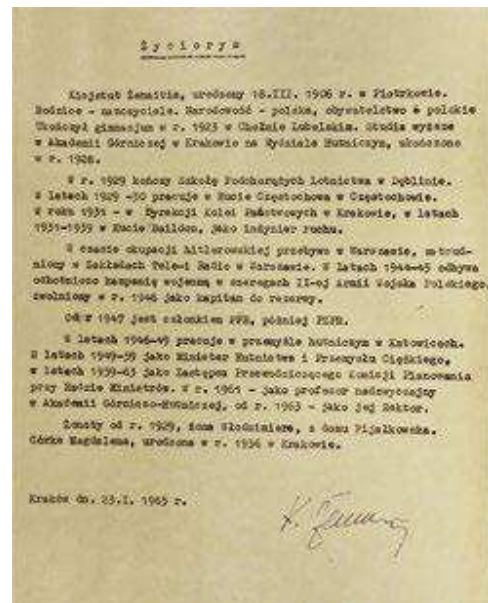 Życiorys
Kiejstut Żemaitis, urodzony 18.III. 1906 r. w Piotrkowie.
Rodzice - nauczyciele. Narodowość - polska, obywatelstwo - polskie
Ukończył gimnazjum w r. 1923 w Chełmie Lubelskim. Studia wyższe
w Akademii Górniczej w Krakowie na Wydziale Hutniczym, ukończone
w r. 1928.
W r. 1929 kończy Szkołę Podchorążych Lotnictwa w Dęblinie.
W latach 1929 -30 pracuje w Hucie Częstochowa w Częstochowie.
W roku 1931 - w Dyrekcji Kolei Państwowych w Krakowie, w latach
1931-1939 w Hucie Baildon, jako inżynier ruchu.
W czasie okupacji hitlerowskiej przebywa w Warszawie, zatrud-
niony w Zakładach Tele-i Radio w Warszawie. W latach 1944-45 odbywa
ochotniczo kampanię wojenną w szeregach II-ej Armii Wojska Polskiego,
zwolniony w r. 1946 jako kapitan do rezerwy.
Od r 1947 jest członkiem PPR, później PZPR.
W latach 1946-49 pracuje w przemyśle hutniczym w Katowicach.
W latach 1949-59 jako Minister Hutnictwa i Przemysłu Ciężkiego,
w latach 1959-63 jako Zastępca Przewodniczącego Komisji Planowania
przy Radzie Ministrów. W r. 1961 - jako profesor nadzwyczajny
w Akademii Górniczo-Hutniczej, od r. 1963 - jako jej Rektor.
Żonaty od r. 1929, żona Włodzimiera, z domu Pijałkowska.
Córka Magdalena, urodzona w r. 1936 w Krakowie.
Kraków dn. 23.I. 1965 r.